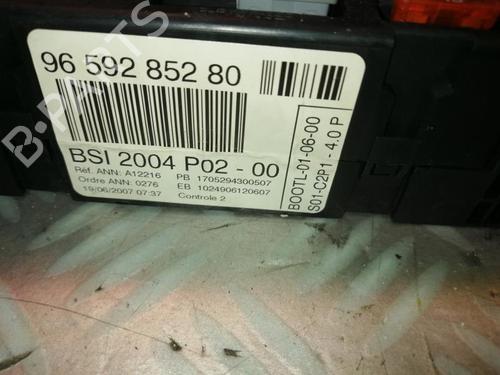 96 592 852 80
BSI 2004 P02 - 00
Réf. ANN: A12216 PB 1705294300507
Ordre ANN: 0276 EB 1024906120607
19/06/2007 07:37 Controle 2
BOOTL-01-06-00
S01-C2P1 - 4.0 P
B-PARTS